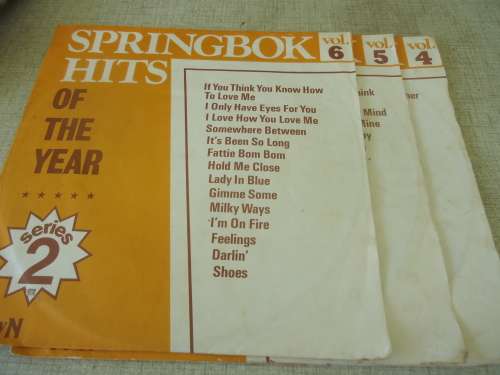 SPRINGBOK
HITS
OF
THE
YEAR
★★★★★
series
2
vol.
6
If You Think You Know How
To Love Me
I Only Have Eyes For You
I Love How You Love Me
Somewhere Between
It's Been So Long
Fattie Bom Bom
Hold Me Close
Lady In Blue
Gimme Some
Milky Ways
I'm On Fire
Feelings
Darlin'
Shoes
vol.
5
Mind
vol.
4